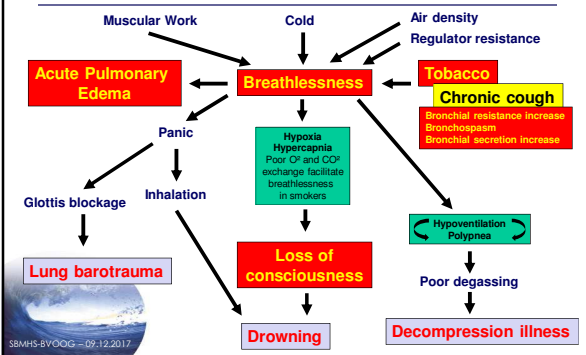 Muscular Work
Cold
Air density
Regulator resistance
Acute Pulmonary
Edema
Breathlessness
Tobacco
Chronic cough
Bronchial resistance increase
Bronchospasm
Bronchial secretion increase
Panic
Hypoxia
Hypercapnia
Poor O² and CO²
exchange facilitate
breathlessness
in smokers
Glottis blockage
Inhalation
Hypoventilation
Polypnea
Lung barotrauma
Loss of
consciousness
Poor degassing
Drowning
Decompression illness
SBMHS-BVOOG – 09.12.2017